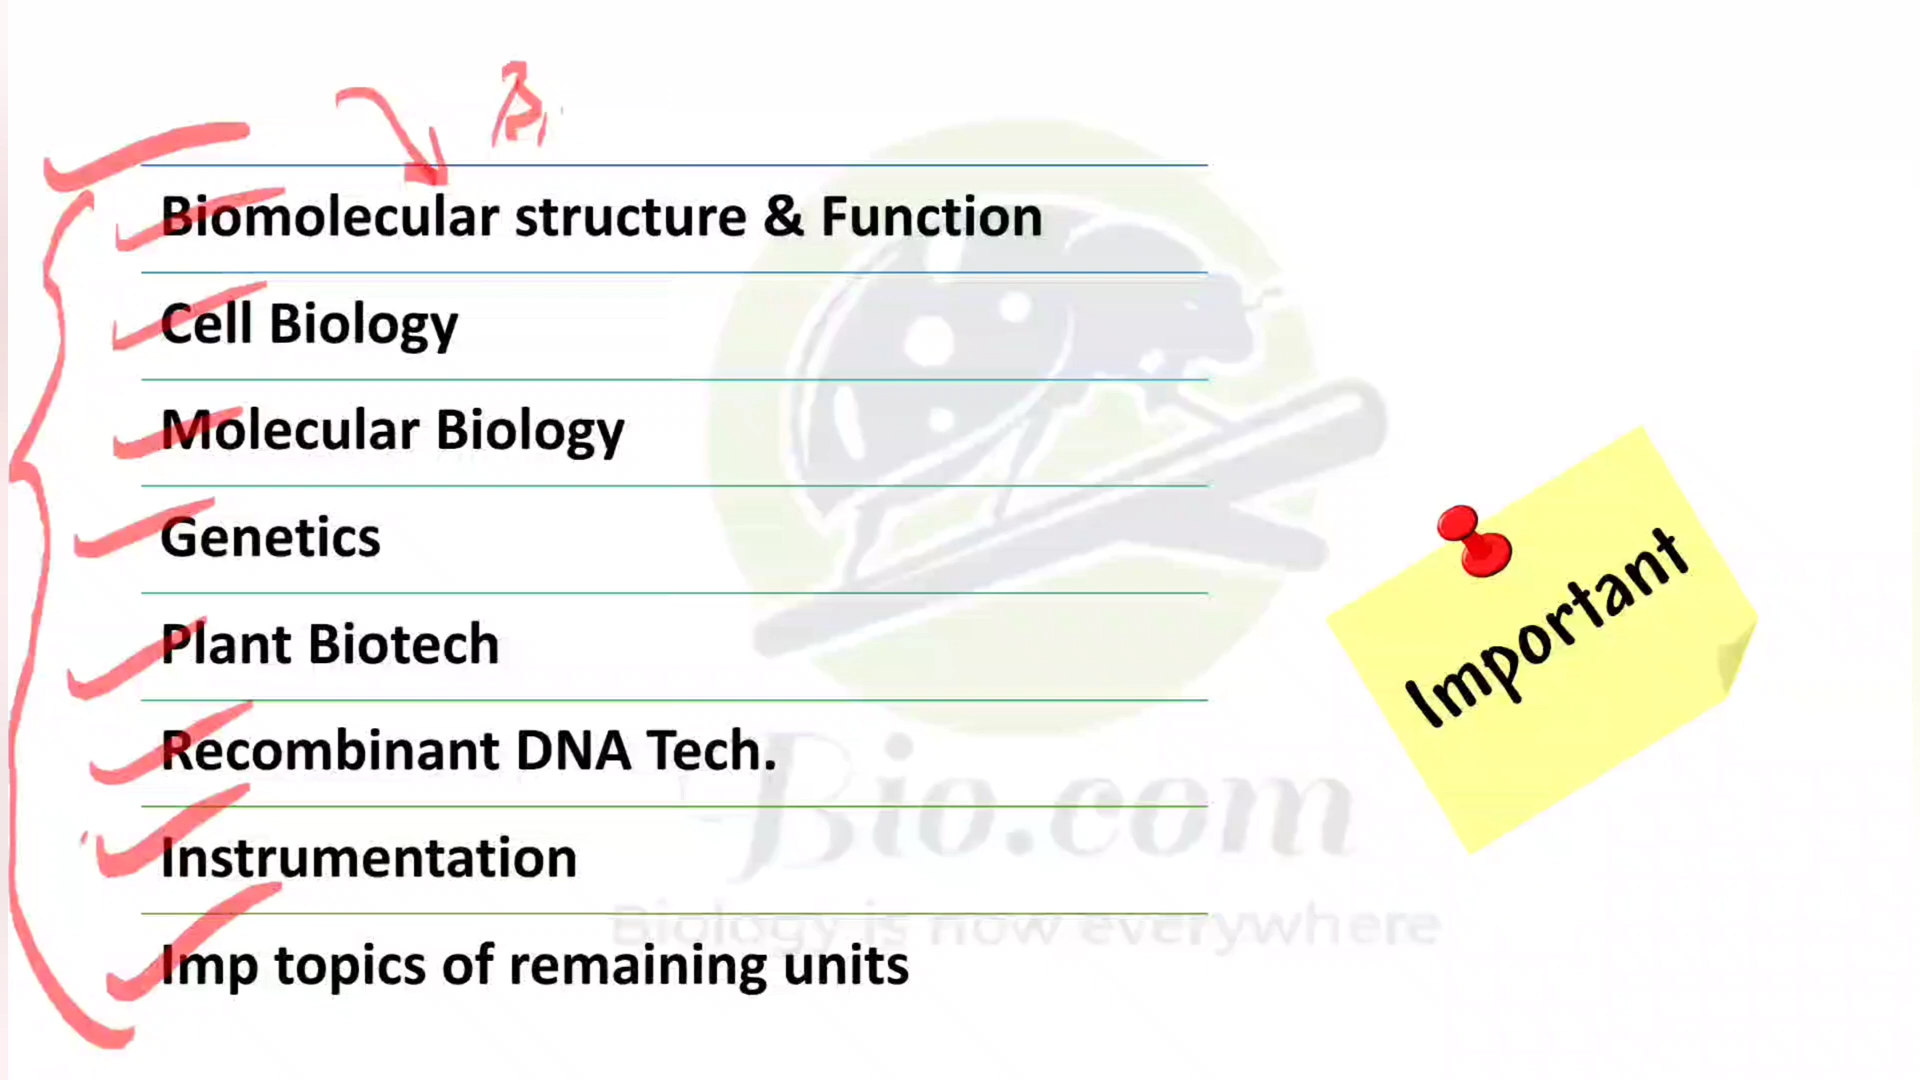 Biomolecular structure & Function
Cell Biology
Molecular Biology
Genetics
Plant Biotech
Recombinant DNA Tech.
Instrumentation
Imp topics of remaining units
Important
Bio.com
Biology is now everywhere